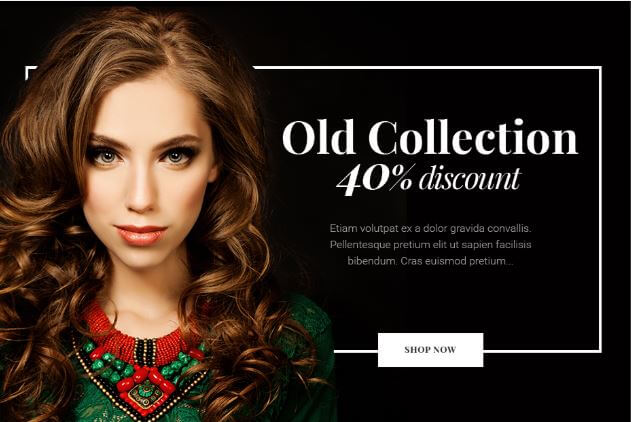 Old Collection
40% discount
Etiam volutpat ex a dolor gravida convallis.
Pellentesque pretium elit ut sapien facilisis
bibendum. Cras euismod pretium...
SHOP NOW